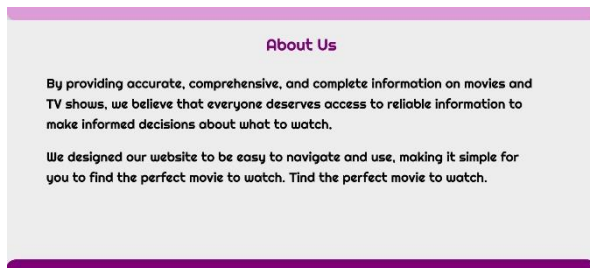 About Us
By providing accurate, comprehensive, and complete information on movies and
TV shows, we believe that everyone deserves access to reliable information to
make informed decisions about what to watch.
We designed our website to be easy to navigate and use, making it simple for
you to find the perfect movie to watch. Tind the perfect movie to watch.